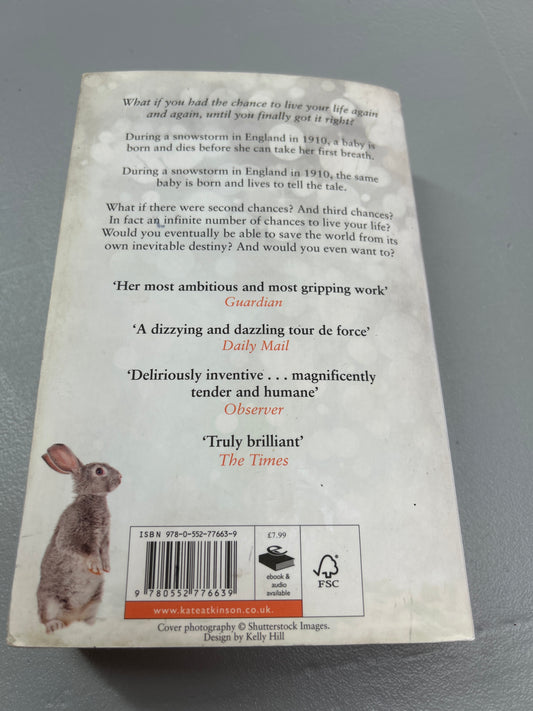 What if you had the chance to live your life again
and again, until you finally got it right?
During a snowstorm in England in 1910, a baby is
born and dies before she can take her first breath.
During a snowstorm in England in 1910, the same
baby is born and lives to tell the tale.
What if there were second chances? And third chances?
In fact an infinite number of chances to live your life?
Would you eventually be able to save the world from its
own inevitable destiny? And would you even want to?
‘Her most ambitious and most gripping work’
Guardian
‘A dizzying and dazzling tour de force’
Daily Mail
‘Deliriously inventive . . . magnificently
tender and humane’
Observer
‘Truly brilliant’
The Times
ISBN 978-0-552-77663-9
9 780552 776639
www.kateatkinson.co.uk
£7.99
ebook &
audio
available
FSC
Cover photography © Shutterstock Images.
Design by Kelly Hill